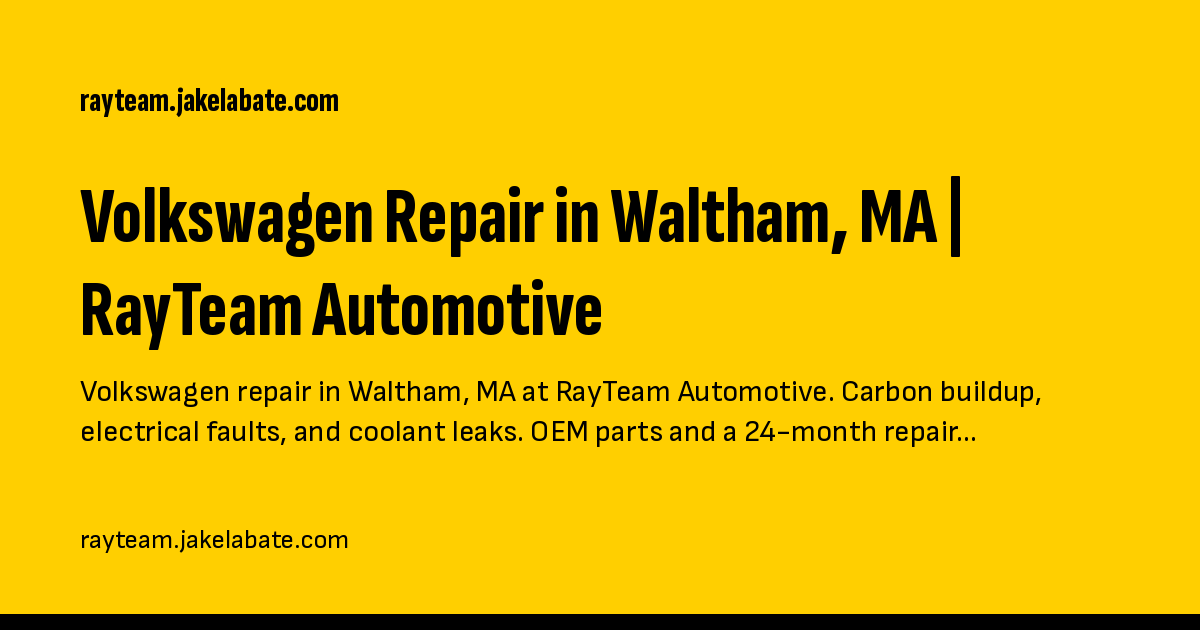 rayteam.jakelabate.com
Volkswagen Repair in Waltham, MA |
RayTeam Automotive
Volkswagen repair in Waltham, MA at RayTeam Automotive. Carbon buildup,
electrical faults, and coolant leaks. OEM parts and a 24-month repair...
rayteam.jakelabate.com